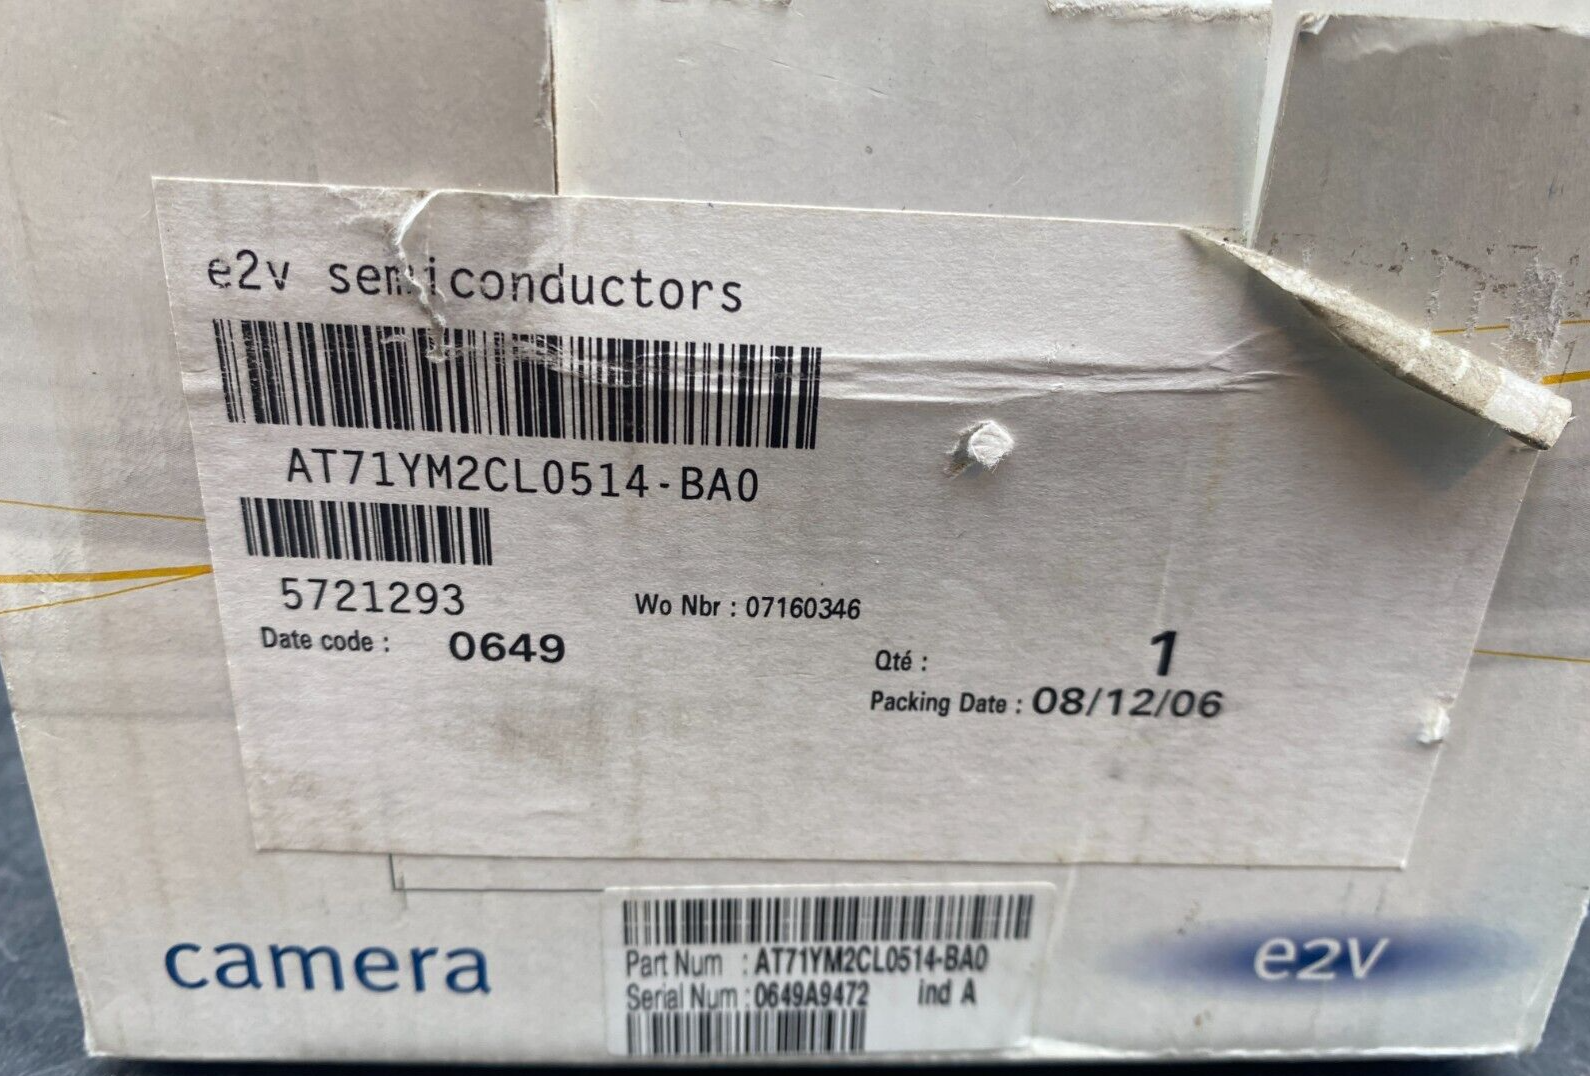 e2v semiconductors
AT71YM2CL0514-BA0
5721293
Wo Nbr : 07160346
Date code : 0649
Qté : 1
Packing Date : 08/12/06
camera
Part Num : AT71YM2CL0514-BA0
Serial Num : 0649A9472 ind A
e2v